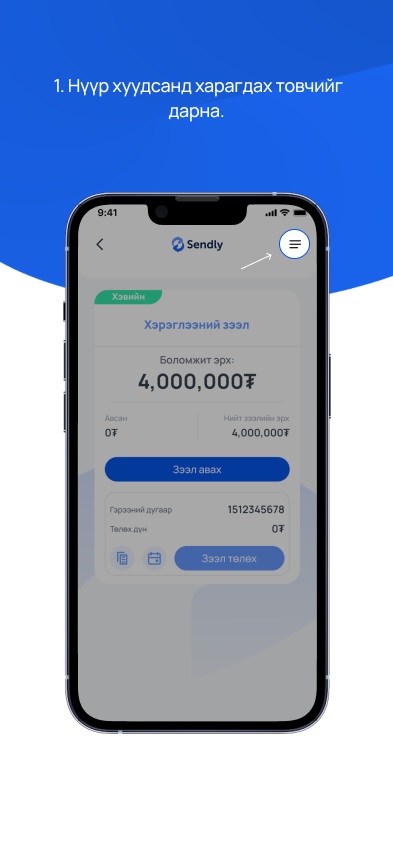 1. Нүүр хуудсанд харагдах товчийг
дарна.
9:41
Sendly
Хэвийн
Хэрэглээний зээл
Боломжит эрх:
4,000,000₮
Авсан
Нийт зээлийн эрх
0₮
4,000,000₮
Зээл авах
Гэрээний дугаар
1512345678
Төлөх дүн
0₮
Зээл төлөх